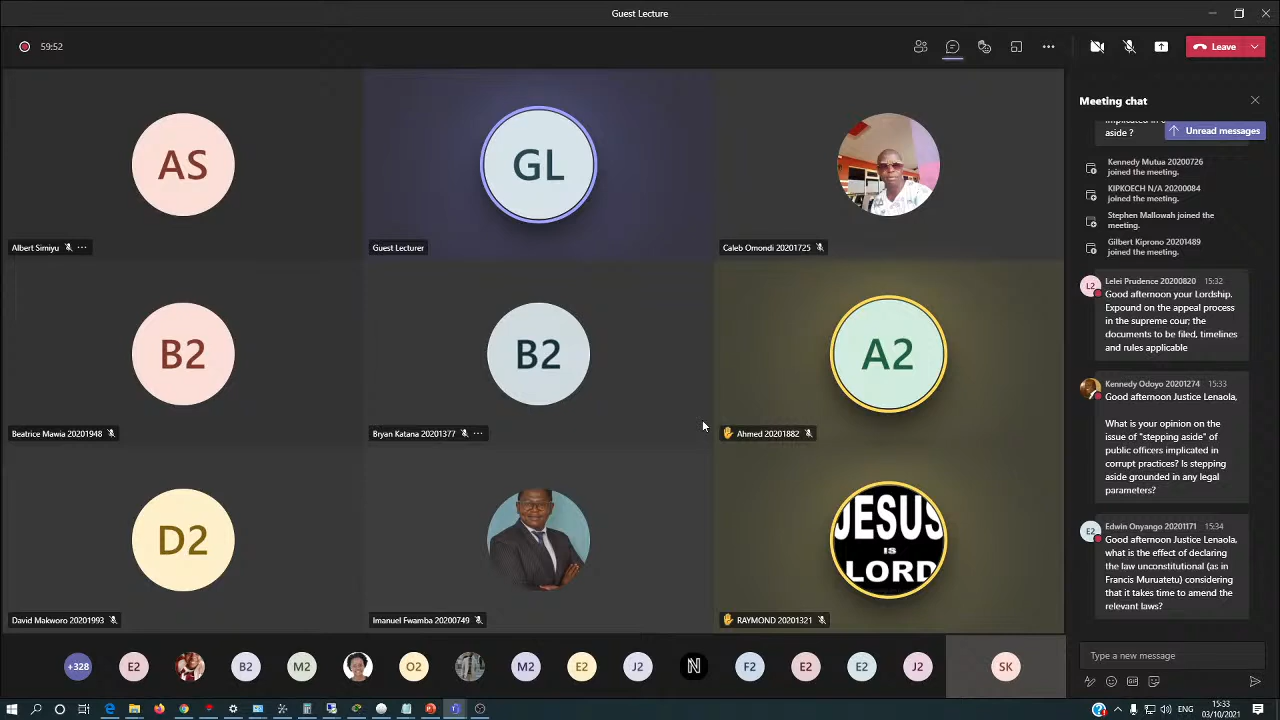 Guest Lecture
59:52
Leave
AS
GL
Albert Simiyu
Guest Lecturer
Caleb Omondi 20201725
B2
B2
A2
Beatrice Mawia 20201948
Bryan Katana 20201377
Ahmed 20201882
D2
JESUS
IS
LORD
David Makworo 20201993
Imanuel Fwamba 20200749
RAYMOND 20201321
+328
E2
B2
M2
O2
M2
E2
J2
N
F2
E2
E2
J2
SK
Meeting chat
aside ?
Unread messages
Kennedy Mutua 20200726
joined the meeting.
KIPKOECH N/A 20200084
joined the meeting.
Stephen Mallowah joined the
meeting.
Gilbert Kiprono 20201489
joined the meeting.
L2
Lelei Prudence 20200820 15:32
Good afternoon your Lordship.
Expound on the appeal process
in the supreme cour; the
documents to be filed, timelines
and rules applicable
Kennedy Odoyo 20201274 15:33
Good afternoon Justice Lenaola,
What is your opinion on the
issue of "stepping aside" of
public officers implicated in
corrupt practices? Is stepping
aside grounded in any legal
parameters?
E2
Edwin Onyango 20201171 15:34
Good afternoon Justice Lenaola,
what is the effect of declaring
the law unconstitutional (as in
Francis Muruatetu) considering
that it takes time to amend the
relevant laws?
Type a new message
ENG
15:33
03/10/2021